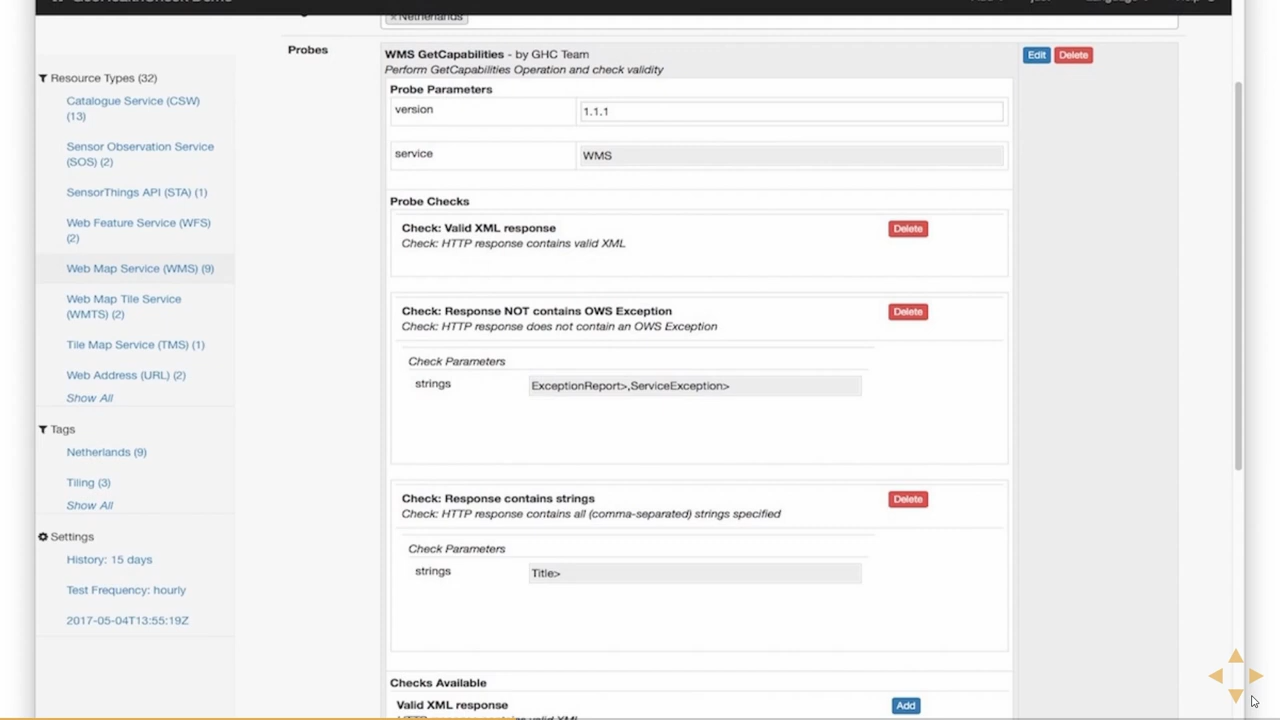 Netherlands
Probes
WMS GetCapabilities - by GHC Team
Edit
Delete
Perform GetCapabilities Operation and check validity
Resource Types (32)
Probe Parameters
Catalogue Service (CSW)
(13)
version
1.1.1
Sensor Observation Service
(SOS) (2)
service
WMS
SensorThings API (STA) (1)
Probe Checks
Web Feature Service (WFS)
(2)
Check: Valid XML response
Delete
Check: HTTP response contains valid XML
Web Map Service (WMS) (9)
Web Map Tile Service
(WMTS) (2)
Check: Response NOT contains OWS Exception
Delete
Check: HTTP response does not contain an OWS Exception
Tile Map Service (TMS) (1)
Check Parameters
Web Address (URL) (2)
strings
ExceptionReport>,ServiceException>
Show All
Tags
Netherlands (9)
Tiling (3)
Show All
Check: Response contains strings
Delete
Check: HTTP response contains all (comma-separated) strings specified
Settings
Check Parameters
History: 15 days
strings
Title>
Test Frequency: hourly
2017-05-04T13:55:19Z
Checks Available
Valid XML response
Add